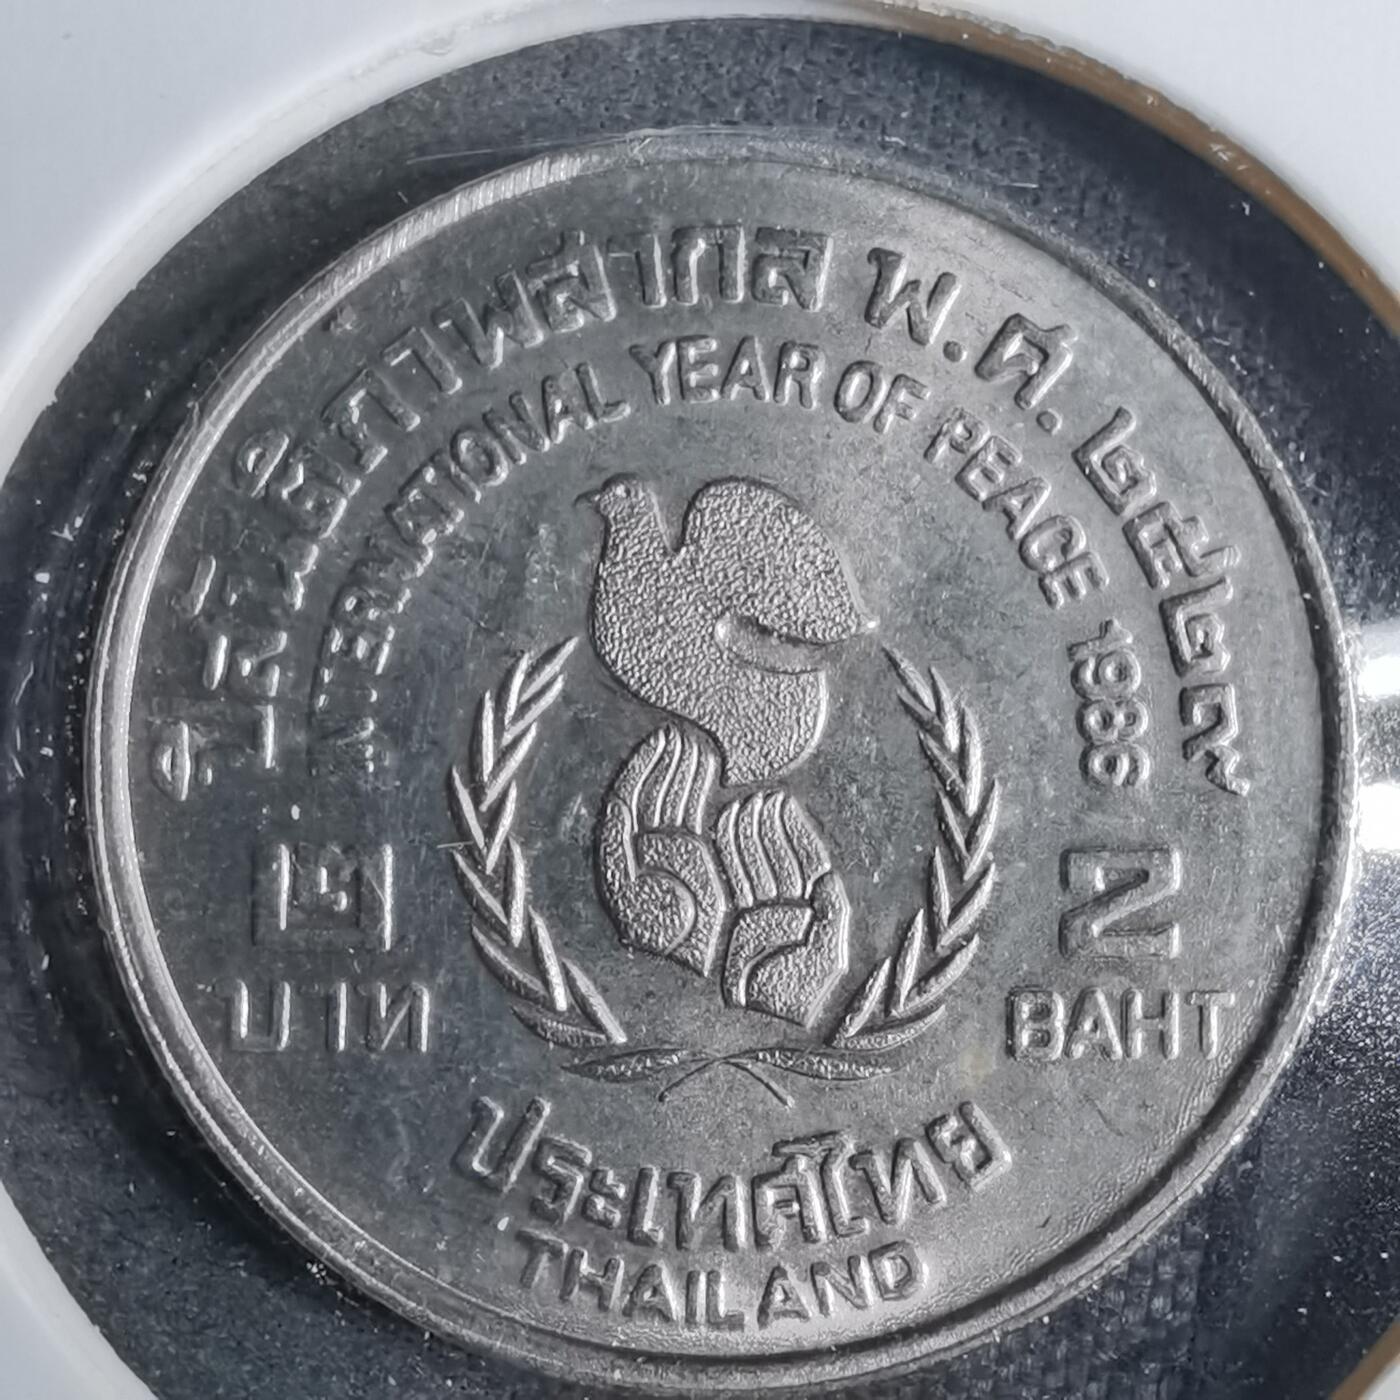 ปีสันติภาพสากล พ.ศ. ๒๕๒๙
INTERNATIONAL YEAR OF PEACE 1986
๒
บาท
2
BAHT
ประเทศไทย
THAILAND